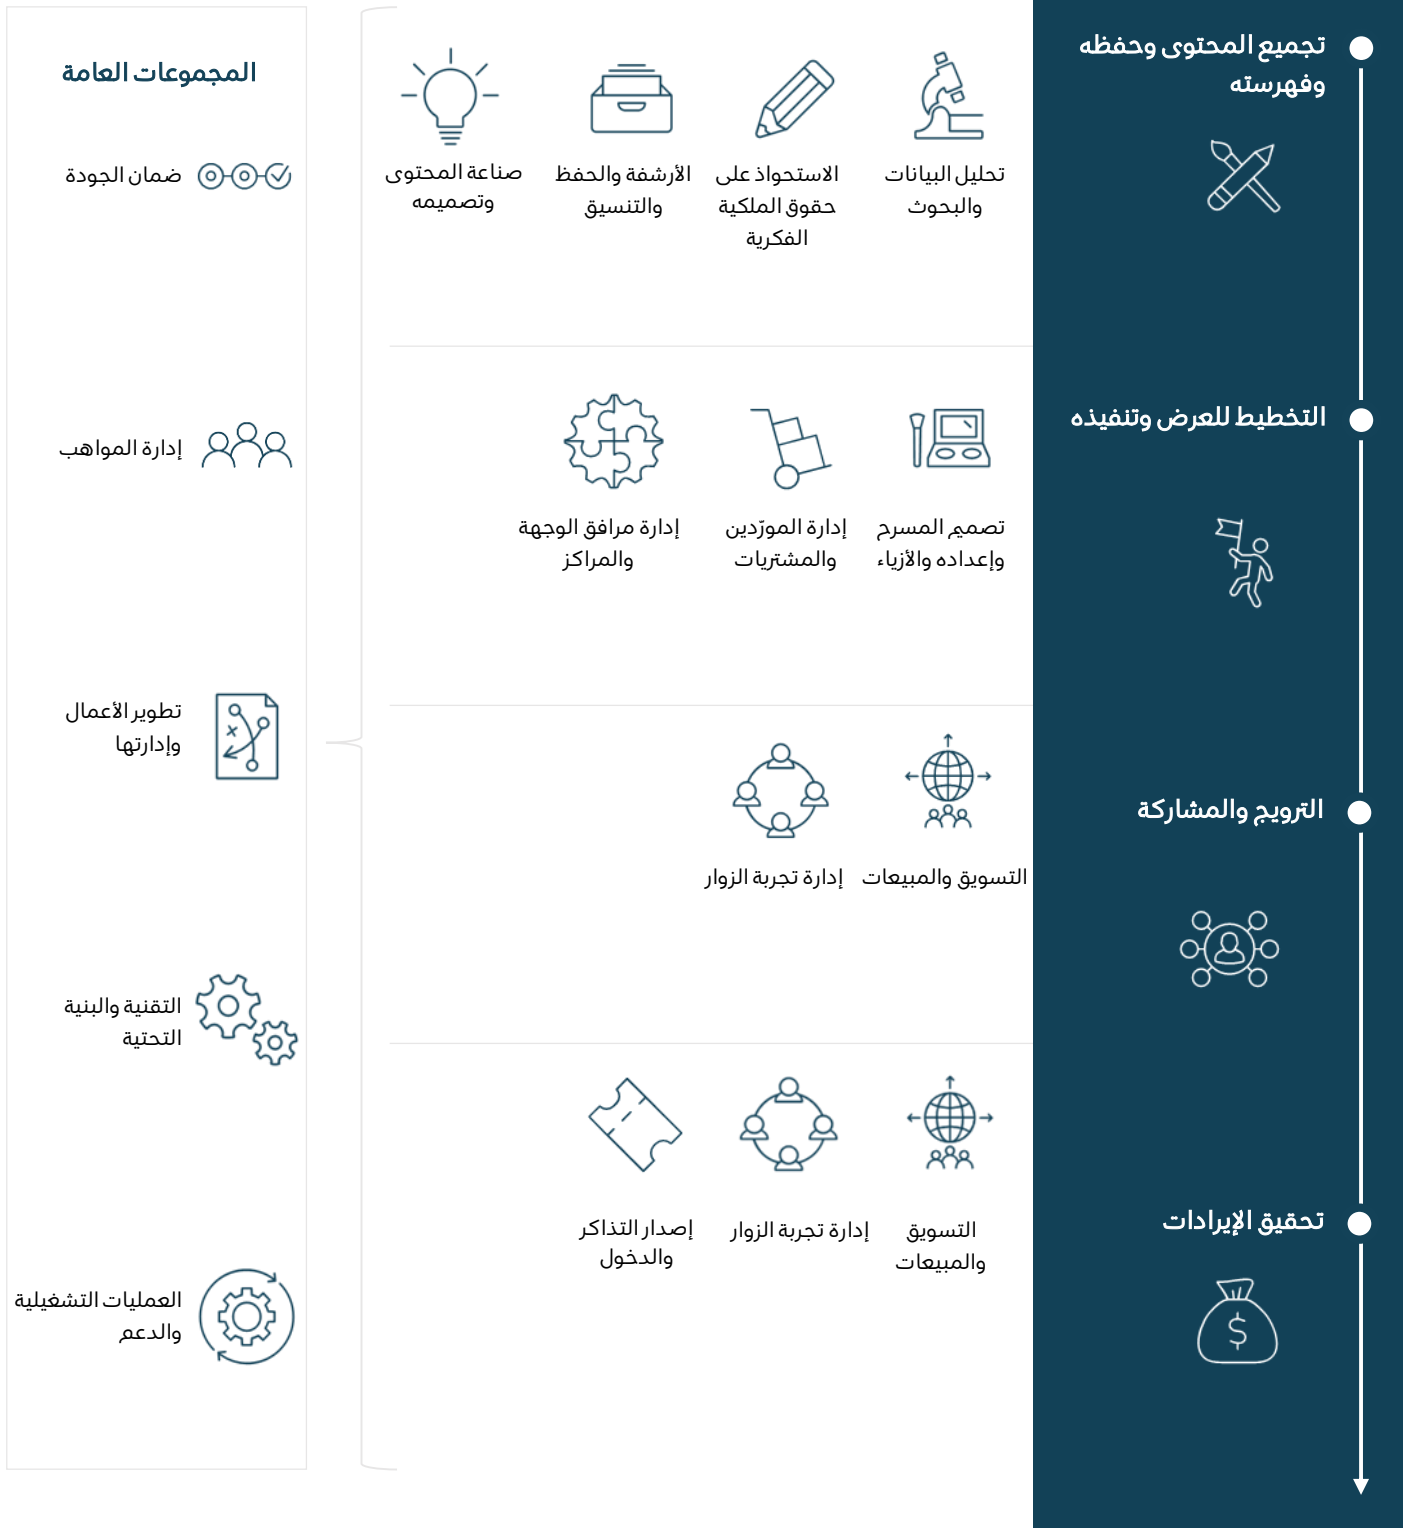 تجميع المحتوى وحفظه
وفهرسته
تحليل البيانات
والبحوث
الاستحواذ على
حقوق الملكية
الفكرية
الأرشفة والحفظ
والتنسيق
صناعة المحتوى
وتصميمه
التخطيط للعرض وتنفيذه
تصميم المسرح
وإعداده والأزياء
إدارة المورّدين
والمشتريات
إدارة مرافق الوجهة
والمراكز
الترويج والمشاركة
التسويق والمبيعات
إدارة تجربة الزوار
تحقيق الإيرادات
التسويق
والمبيعات
إدارة تجربة الزوار
إصدار التذاكر
والدخول
المجموعات العامة
ضمان الجودة
إدارة المواهب
تطوير الأعمال
وإدارتها
التقنية والبنية
التحتية
العمليات التشغيلية
والدعم